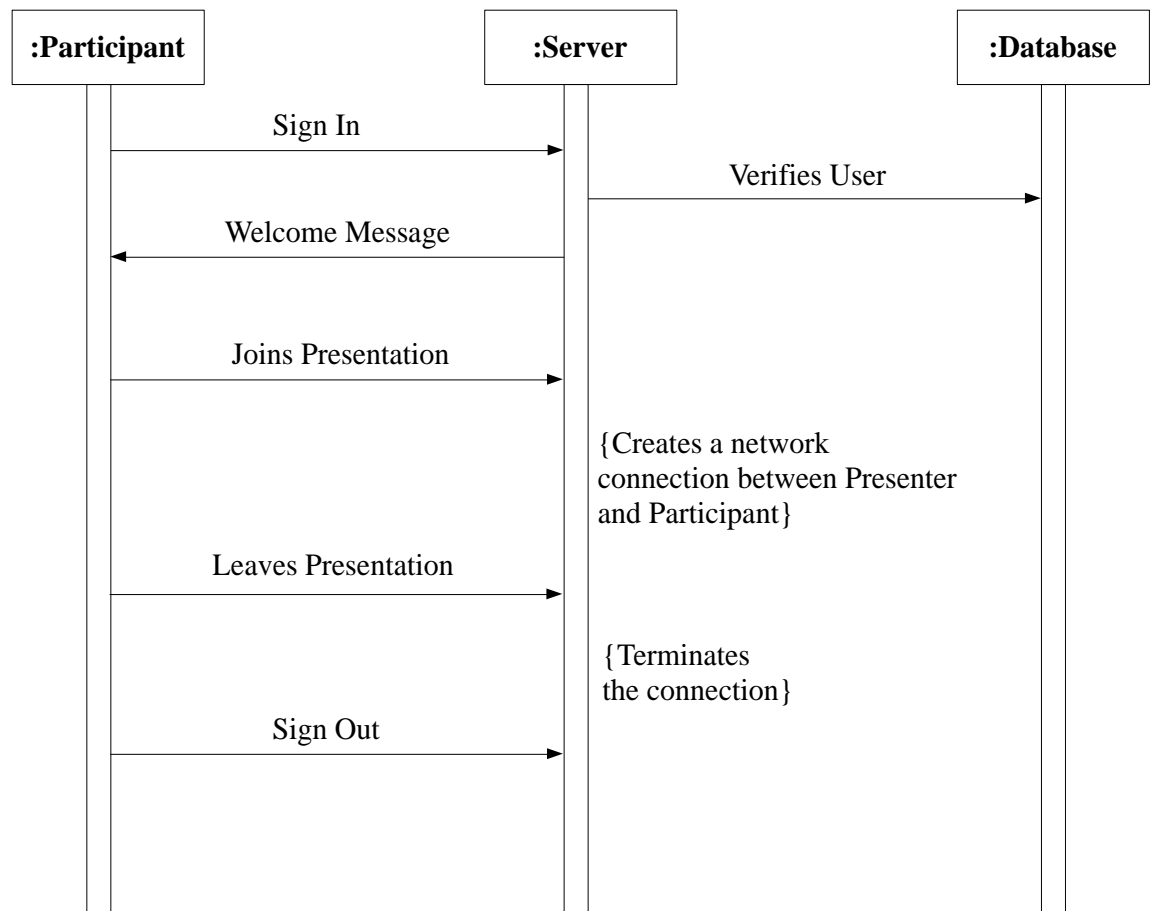 :Participant
:Server
:Database
Sign In
Verifies User
Welcome Message
Joins Presentation
{Creates a network
connection between Presenter
and Participant}
Leaves Presentation
{Terminates
the connection}
Sign Out